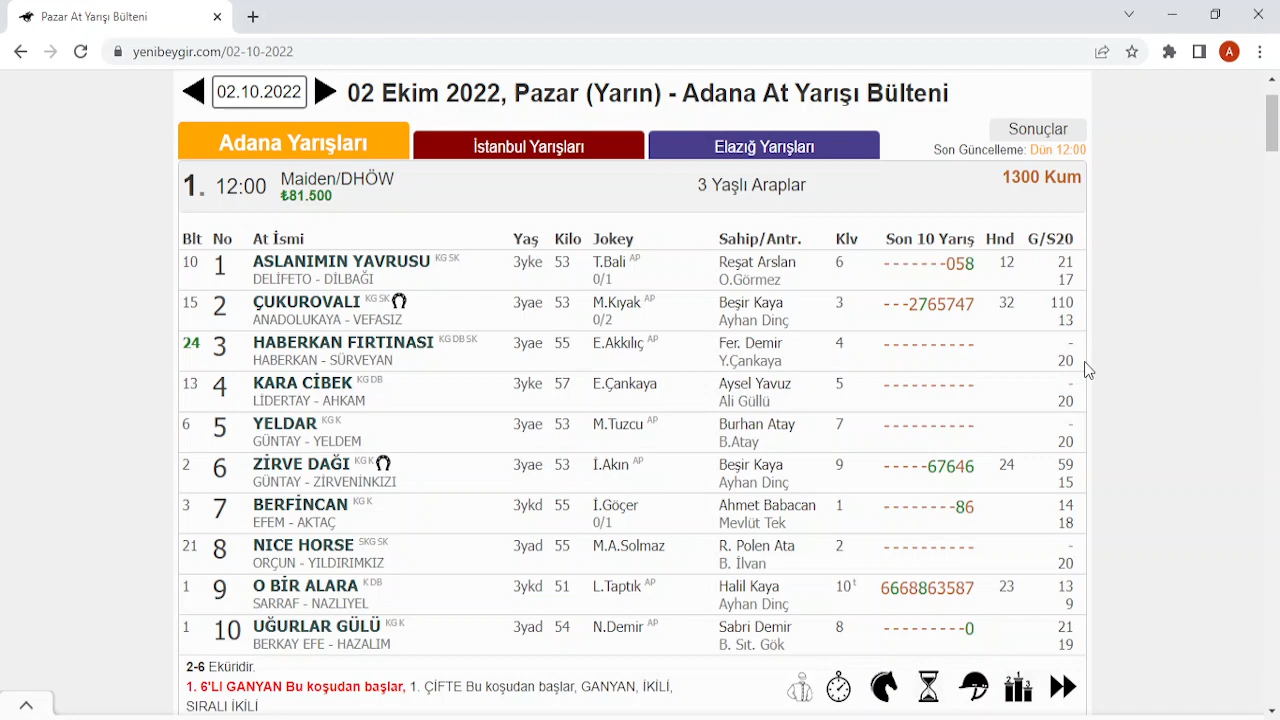 Pazar At Yarışı Bülteni
yenibeygir.com/02-10-2022
A
02.10.2022 02 Ekim 2022, Pazar (Yarın) - Adana At Yarışı Bülteni
Adana Yarışları İstanbul Yarışları Elazığ Yarışları Sonuçlar
Son Güncelleme: Dün 12:00
1. 12:00 Maiden/DHÖW 3 Yaşlı Araplar 1300 Kum
₺81.500
Blt No At İsmi Yaş Kilo Jokey Sahip/Antr. Klv Son 10 Yarış Hnd G/S20
10 1 ASLANIMIN YAVRUSU KG SK 3yke 53 T.Bali AP Reşat Arslan 6 -------058 12 21
DELİFETO - DİLBAĞI 0/1 O.Görmez 17
15 2 ÇUKUROVALI KG SK 3yae 53 M.Kıyak AP Beşir Kaya 3 ---2765747 32 110
ANADOLUKAYA - VEFASIZ 0/2 Ayhan Dinç 13
24 3 HABERKAN FIRTINASI KG DB SK 3yae 55 E.Akkılıç AP Fer. Demir 4 ---------- -
HABERKAN - SÜRVEYAN Y.Çankaya 20
13 4 KARA CİBEK KG DB 3yke 57 E.Çankaya Aysel Yavuz 5 ---------- -
LİDERTAY - AHKAM Ali Güllü 20
6 5 YELDAR KG K 3yae 53 M.Tuzcu AP Burhan Atay 7 ---------- -
GÜNTAY - YELDEM B.Atay 20
2 6 ZİRVE DAĞI KG K 3yae 53 İ.Akın AP Beşir Kaya 9 -----67646 24 59
GÜNTAY - ZİRVENİNKIZI Ayhan Dinç 15
3 7 BERFİNCAN KG K 3ykd 55 İ.Göçer Ahmet Babacan 1 --------86 14
EFEM - AKTAÇ 0/1 Mevlüt Tek 18
21 8 NICE HORSE SKG SK 3yad 55 M.A.Solmaz R. Polen Ata 2 ---------- -
ORÇUN - YILDIRIMKIZ B. İlvan 20
1 9 O BİR ALARA K DB 3ykd 51 L.Taptık AP Halil Kaya 10 t 6668863587 23 13
SARRAF - NAZLIYEL Ayhan Dinç 9
1 10 UĞURLAR GÜLÜ KG K 3yad 54 N.Demir AP Sabri Demir 8 ---------0 21
BERKAY EFE - HAZALIM B. Sıt. Gök 19
2-6 Eküridir.
1. 6'LI GANYAN Bu koşudan başlar, 1. ÇİFTE Bu koşudan başlar, GANYAN, İKİLİ,
SIRALI İKİLİ